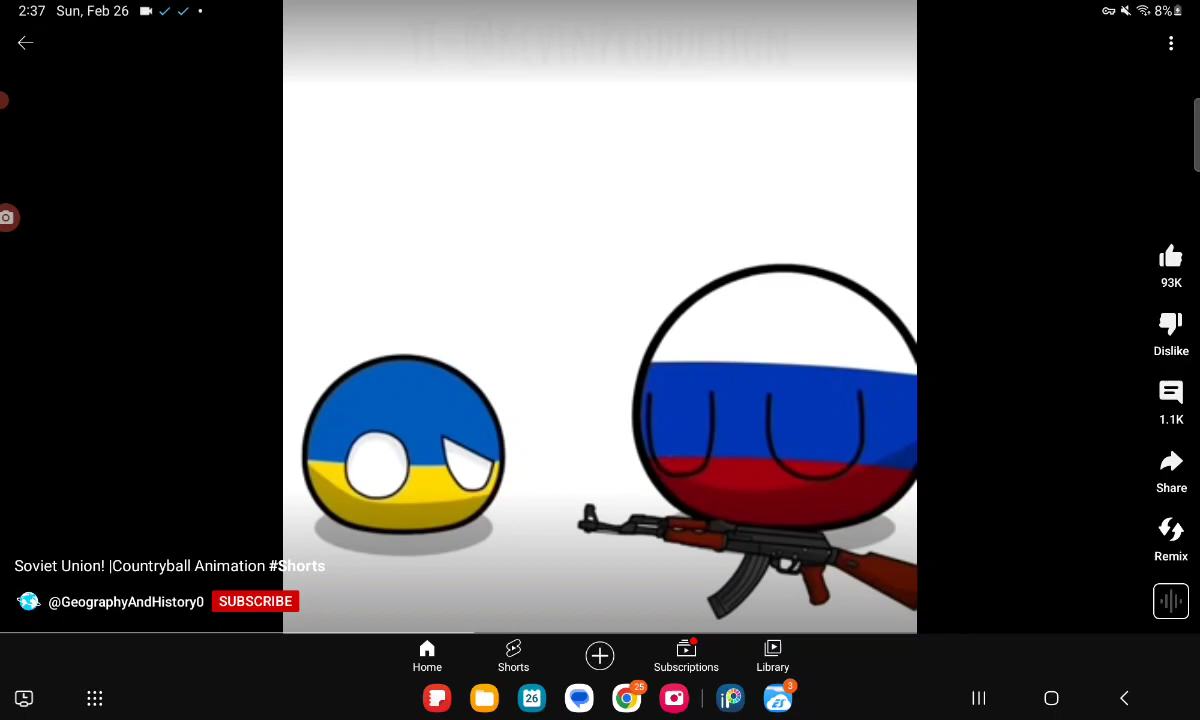 2:37 Sun, Feb 26
8%
93K
Dislike
1.1K
Share
Remix
Soviet Union! |Countryball Animation #Shorts
@GeographyAndHistory0 SUBSCRIBE
Home Shorts Subscriptions Library
26
25
3